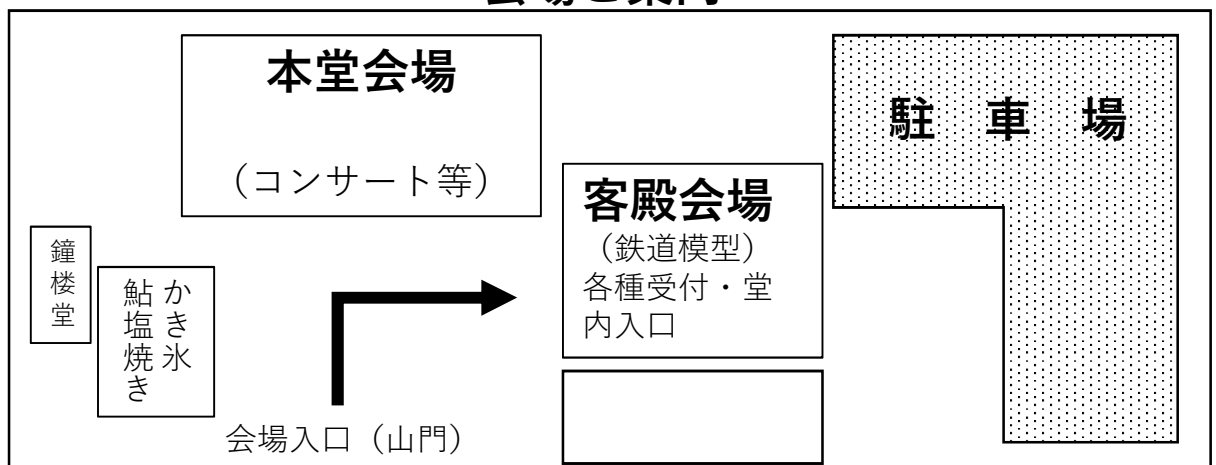 会場ご案内
本堂会場
（コンサート等）
駐車場
客殿会場
（鉄道模型）
各種受付・堂
内入口
鐘楼堂
かき氷
鮎塩焼き
会場入口（山門）